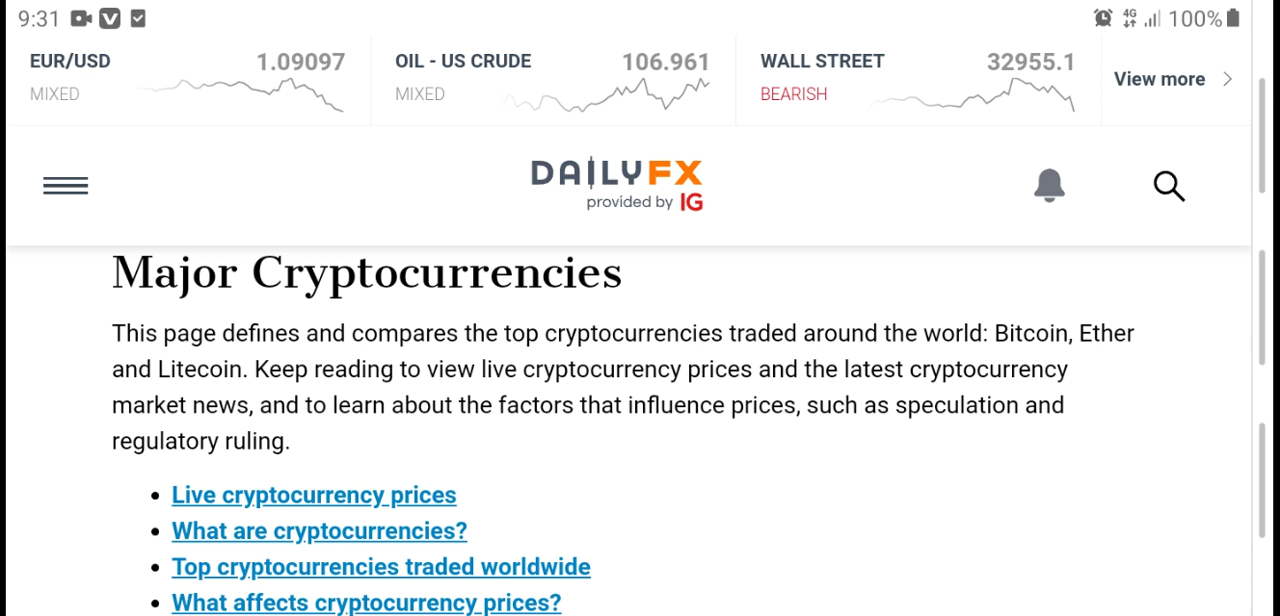 9:31 4G 100%
EUR/USD 1.09097 OIL - US CRUDE 106.961 WALL STREET 32955.1
MIXED MIXED BEARISH View more
DAILYFX
provided by IG
Major Cryptocurrencies
This page defines and compares the top cryptocurrencies traded around the world: Bitcoin, Ether
and Litecoin. Keep reading to view live cryptocurrency prices and the latest cryptocurrency
market news, and to learn about the factors that influence prices, such as speculation and
regulatory ruling.
• Live cryptocurrency prices
• What are cryptocurrencies?
• Top cryptocurrencies traded worldwide
• What affects cryptocurrency prices?